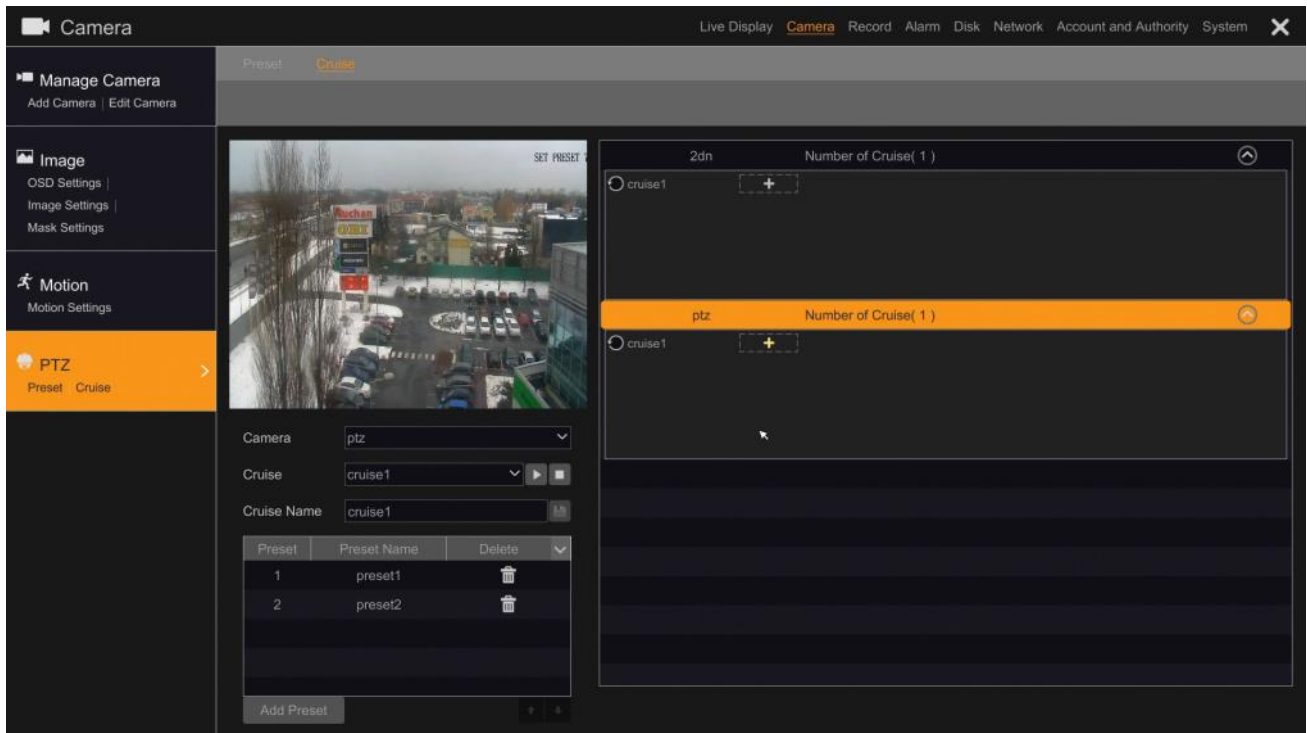 Camera
Live Display Camera Record Alarm Disk Network Account and Authority System
Preset Cruise
Manage Camera
Add Camera | Edit Camera
Image
OSD Settings |
Image Settings |
Mask Settings
Motion
Motion Settings
PTZ
Preset | Cruise
SET PRESET
Auchan
Camera ptz
Cruise cruise1
Cruise Name cruise1
Preset Preset Name Delete
1 preset1
2 preset2
Add Preset
2dn Number of Cruise( 1 )
cruise1
ptz Number of Cruise( 1 )
cruise1